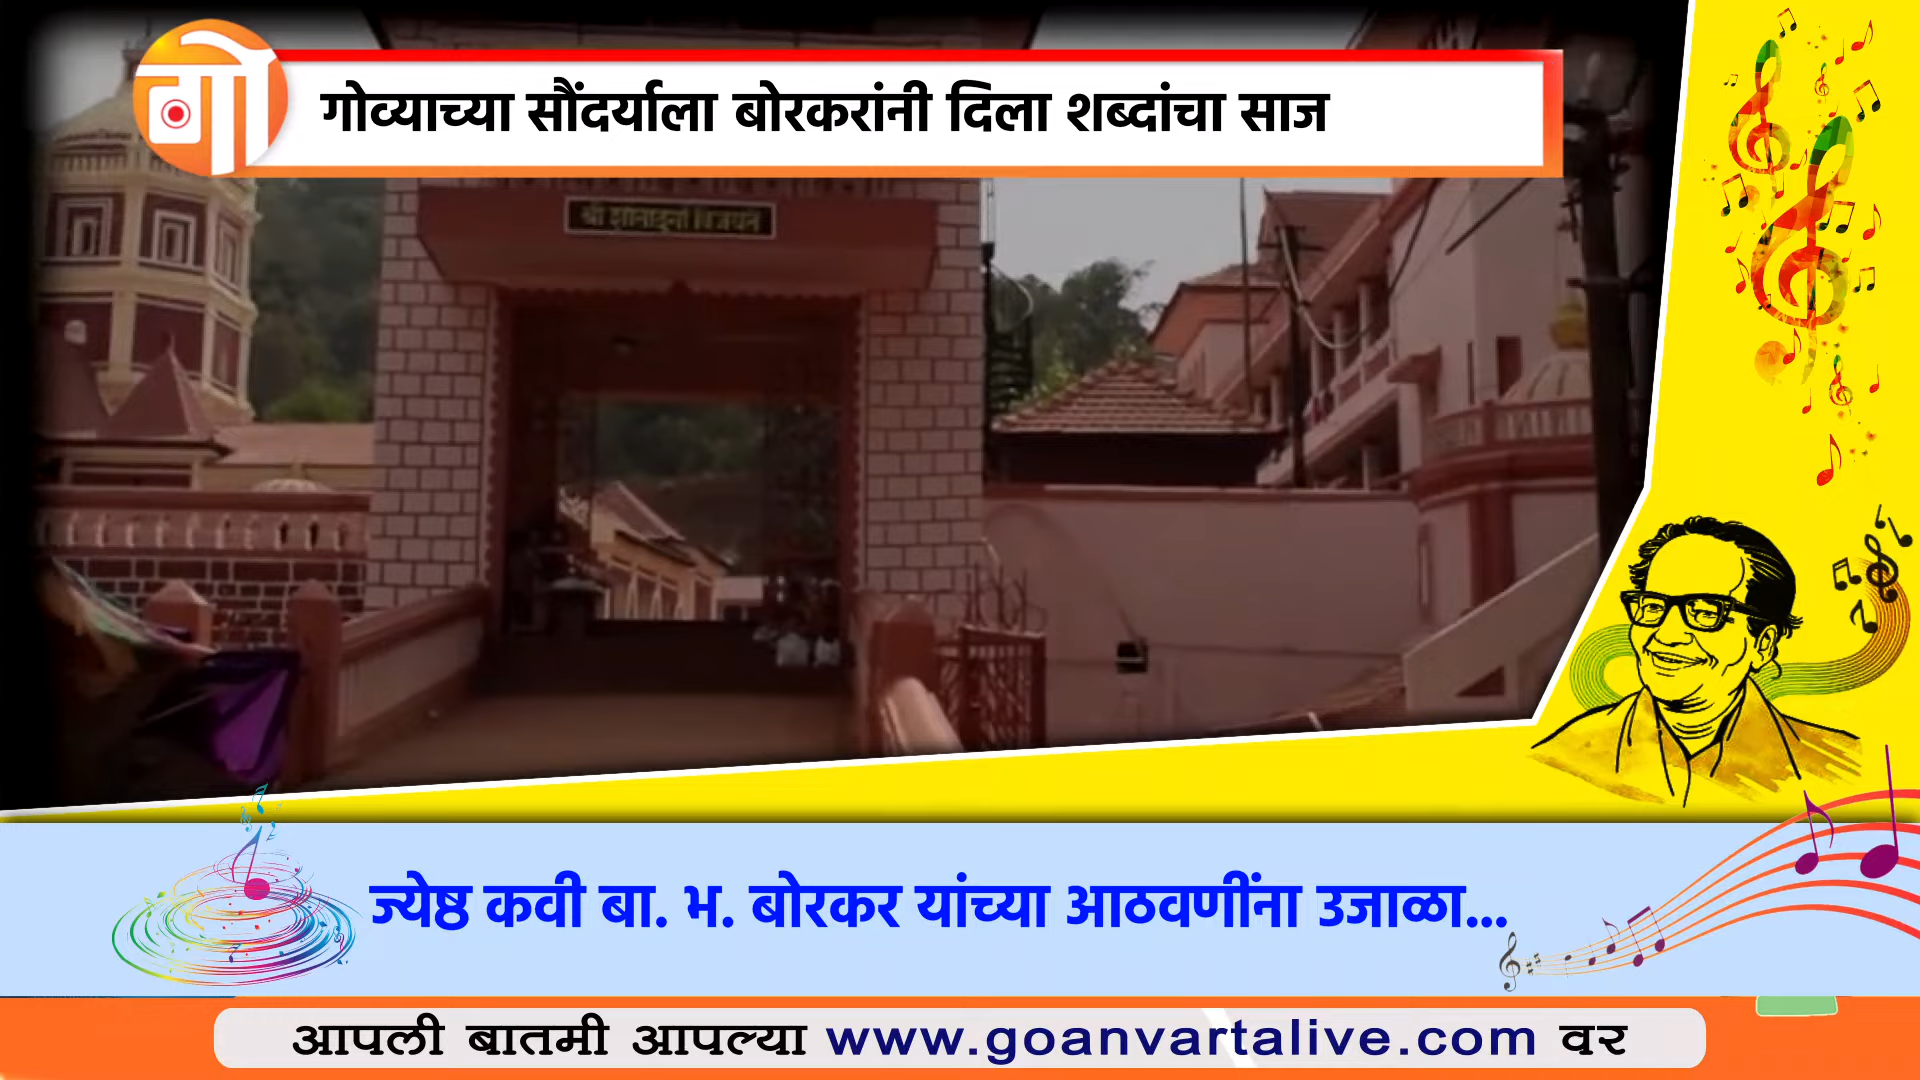 गो
गोव्याच्या सौंदर्याला बोरकरांनी दिला शब्दांचा साज
श्री
ज्येष्ठ कवी बा. भ. बोरकर यांच्या आठवणींना उजाळा...
आपली बातमी आपल्या www.goanvartalive.com वर